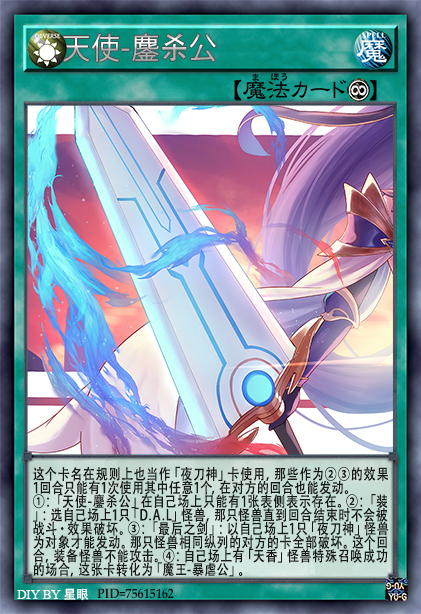 DIVERSE
天使-鏖杀公
SPELL
魔
【魔法カード】
まほう
这个卡名在规则上也当作「夜刀神」卡使用，那些作为②③的效果
1回合只能有1次使用其中任意1个，在对方的回合也能发动。
①：「天使-鏖杀公」在自己场上只能有1张表侧表示存在。②：「装
」：选自己场上1只「D.A.L」怪兽，那只怪兽直到回合结束时不会被
战斗・效果破坏。③：「最后之剑」：以自己场上1只「夜刀神」怪兽
为对象才能发动。那只怪兽相同纵列的对方的卡全部破坏。这个回
合，装备怪兽不能攻击。④：自己场上有「天香」怪兽特殊召唤成功
的场合，这张卡转化为「魔王-暴虐公」。
DIY BY 星眼 PID=75615162
YU-G